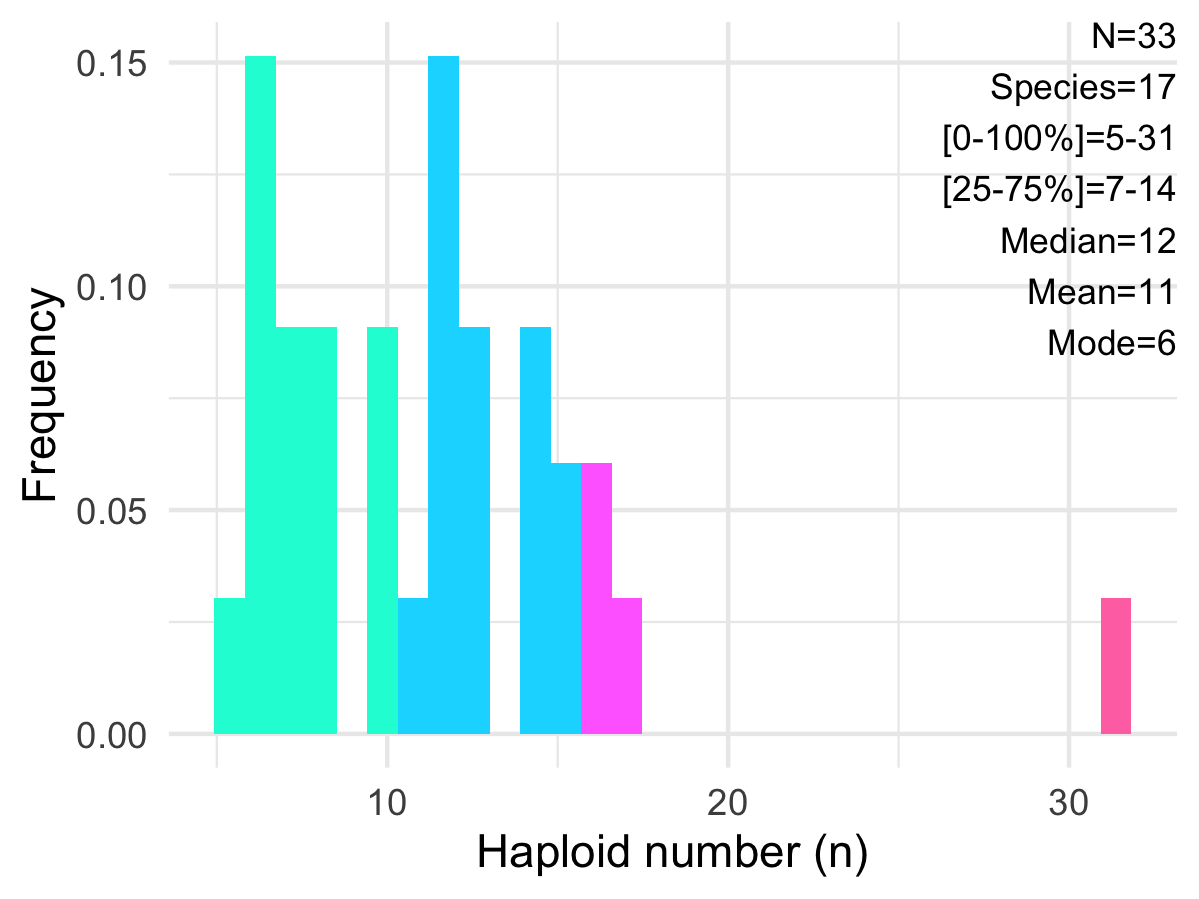 N=33
Species=17
[0-100%]=5-31
[25-75%]=7-14
Median=12
Mean=11
Mode=6
0.15
0.10
0.05
0.00
Frequency
10 20 30
Haploid number (n)